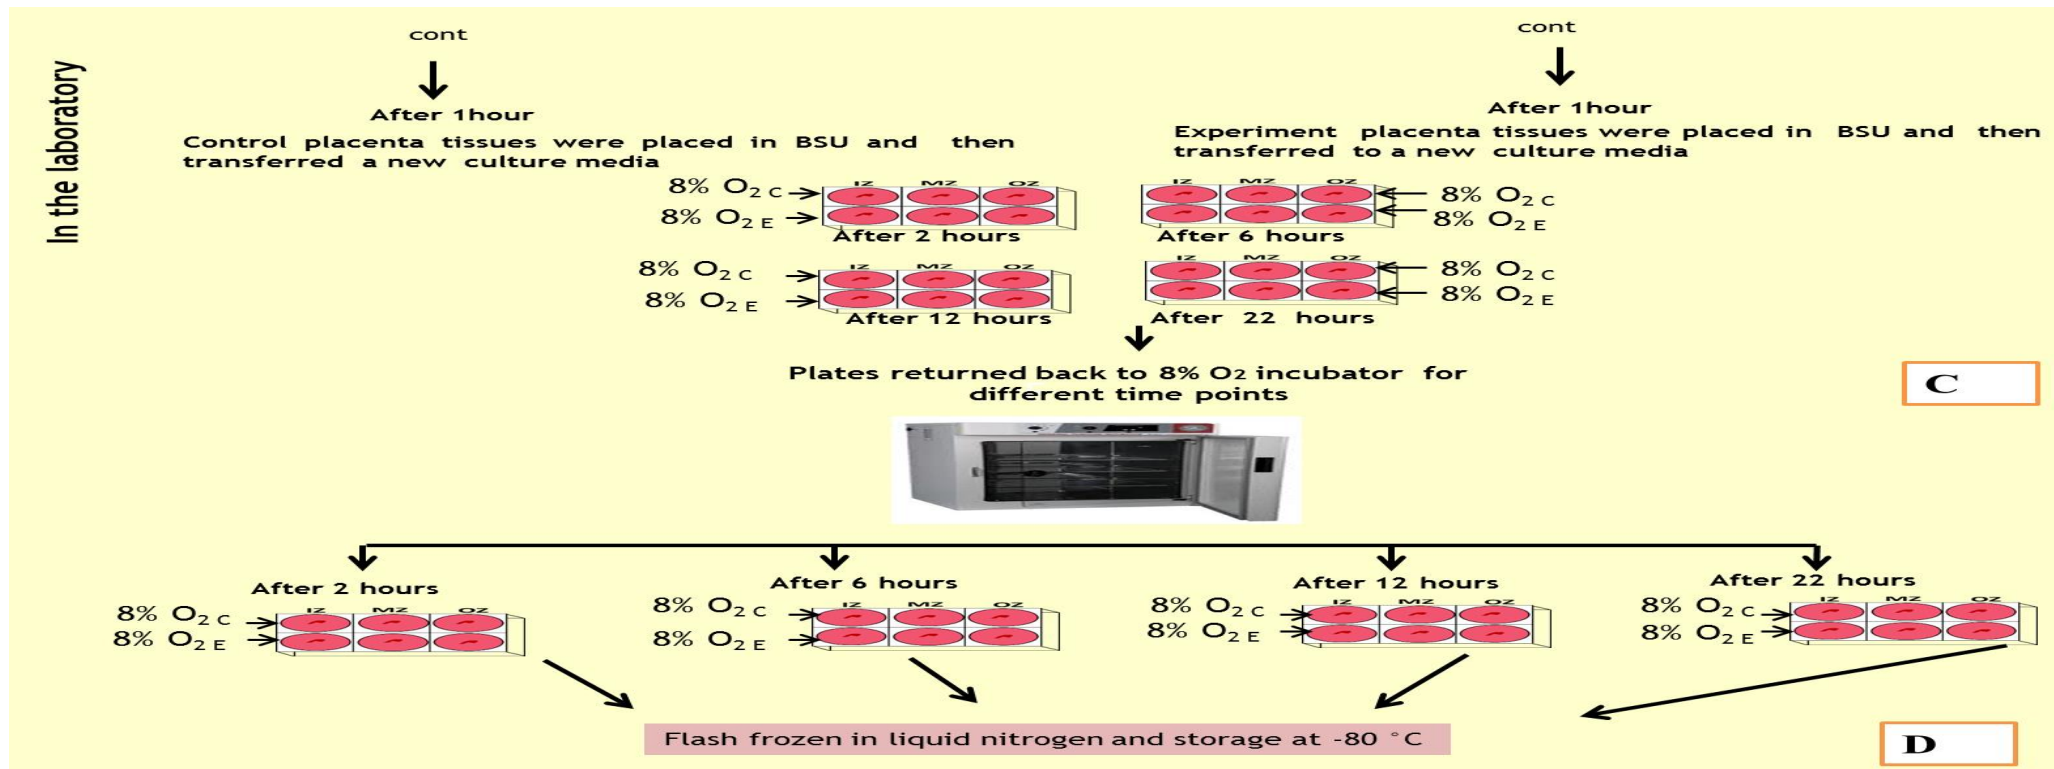 In the laboratory
cont
After 1hour
Control placenta tissues were placed in BSU and then
transferred a new culture media
cont
After 1hour
Experiment placenta tissues were placed in BSU and then
transferred to a new culture media
IZ MZ OZ
8% O2 C
8% O2 E
After 2 hours
IZ MZ OZ
8% O2 C
8% O2 E
After 6 hours
IZ MZ OZ
8% O2 C
8% O2 E
After 12 hours
IZ MZ OZ
8% O2 C
8% O2 E
After 22 hours
Plates returned back to 8% O2 incubator for
different time points
C
After 2 hours
IZ MZ OZ
8% O2 C
8% O2 E
After 6 hours
IZ MZ OZ
8% O2 C
8% O2 E
After 12 hours
IZ MZ OZ
8% O2 C
8% O2 E
After 22 hours
IZ MZ OZ
8% O2 C
8% O2 E
Flash frozen in liquid nitrogen and storage at -80 °C
D